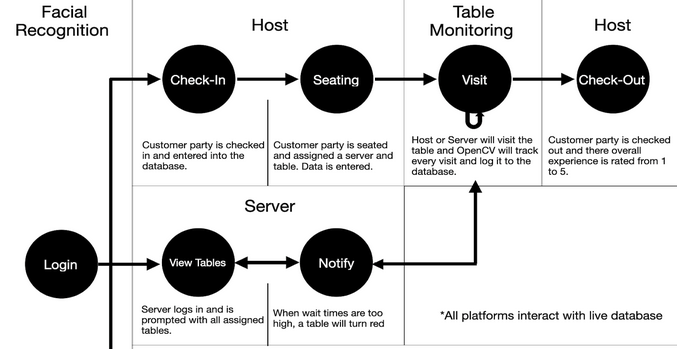 Facial
Recognition
Host
Table
Monitoring
Host
Check-In
Seating
Visit
Check-Out
Customer party is checked
in and entered into the
database.
Customer party is seated
and assigned a server and
table. Data is entered.
Host or Server will visit the
table and OpenCV will track
every visit and log it to the
database.
Customer party is checked
out and there overall
experience is rated from 1
to 5.
Server
Login
View Tables
Notify
Server logs in and is
prompted with all assigned
tables.
When wait times are too
high, a table will turn red
*All platforms interact with live database